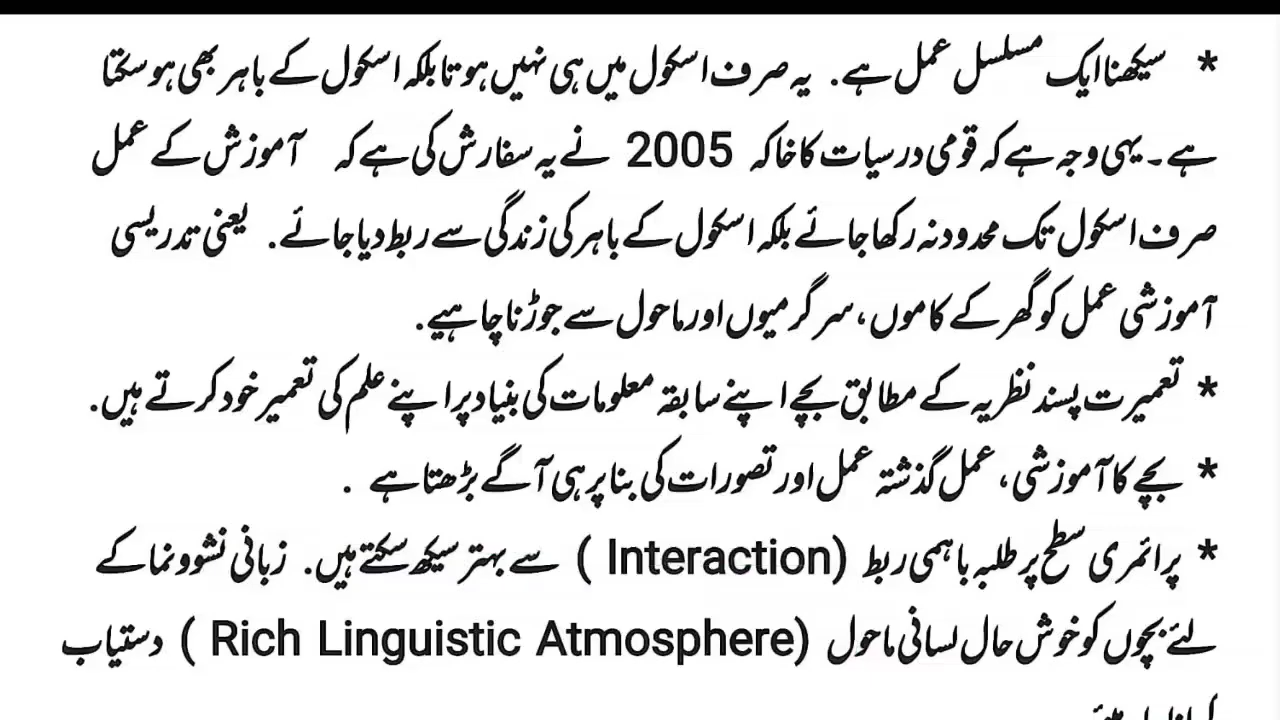 * سیکھنا ایک مسلسل عمل ہے. یہ صرف اسکول میں ہی نہیں ہوتا بلکہ اسکول کے باہر بھی ہو سکتا
ہے۔ یہی وجہ ہے کہ قومی درسیات کا خاکہ 2005 نے یہ سفارش کی ہے کہ آموزش کے عمل
صرف اسکول تک محدود نہ رکھا جائے بلکہ اسکول کے باہر کی زندگی سے ربط دیا جائے. یعنی تدریسی
آموزشی عمل کو گھر کے کاموں، سرگرمیوں اور ماحول سے جوڑنا چاہیے.
* تعمیرت پسند نظریہ کے مطابق بچے اپنے سابقہ معلومات کی بنیاد پر اپنے علم کی تعمیر خود کرتے ہیں.
* بچے کا آموزشی، عمل گذشتہ عمل اور تصورات کی بنا پر ہی آگے بڑھتا ہے .
* پرائمری سطح پر طلبہ باہمی ربط (Interaction ) سے بہتر سیکھ سکتے ہیں. زبانی نشوونما کے
لئے بچوں کو خوش حال لسانی ماحول (Rich Linguistic Atmosphere ) دستیاب